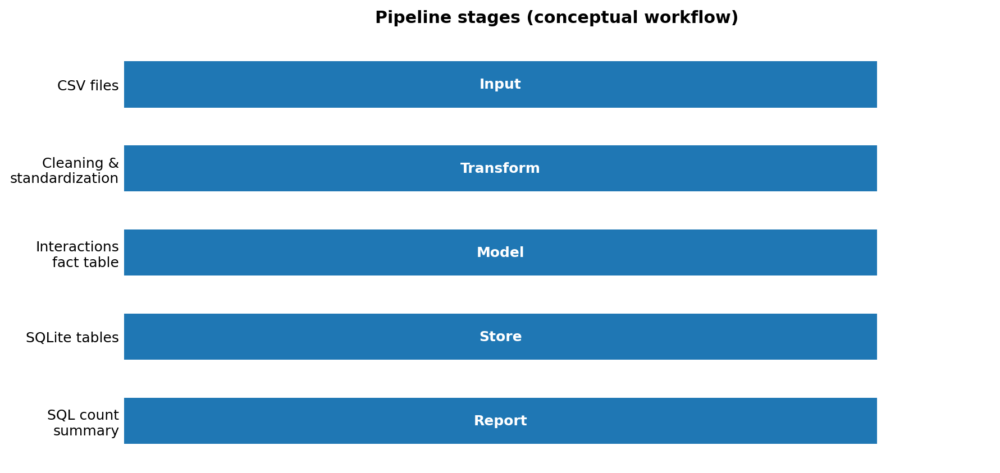 Pipeline stages (conceptual workflow)
CSV files
Input
Cleaning &
standardization
Transform
Interactions
fact table
Model
SQLite tables
Store
SQL count
summary
Report